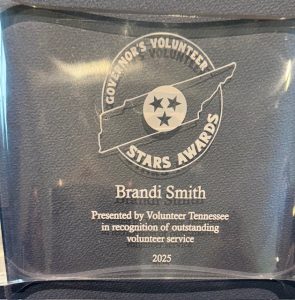 GOVERNOR'S VOLUNTEER
STARS AWARDS
Brandi Smith
Presented by Volunteer Tennessee
in recognition of outstanding
volunteer service
2025